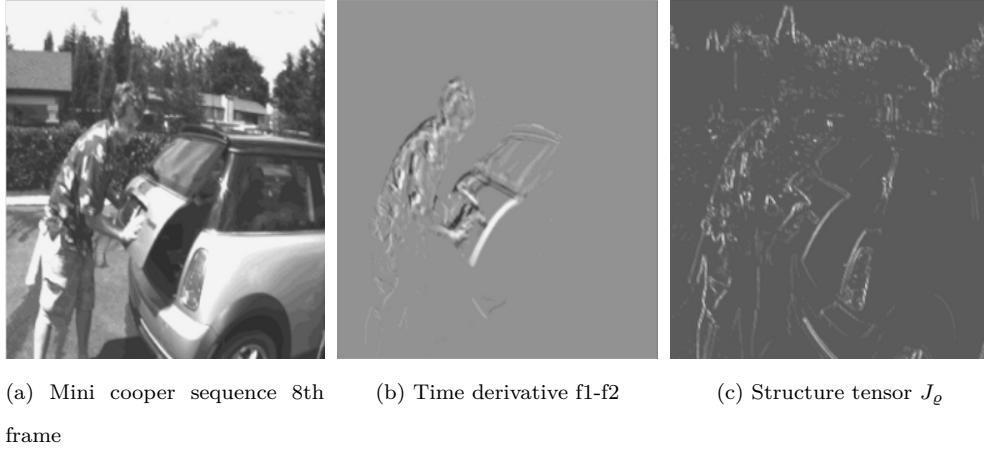 (a) Mini cooper sequence 8th
frame
(b) Time derivative f1-f2
(c) Structure tensor J_ϱ